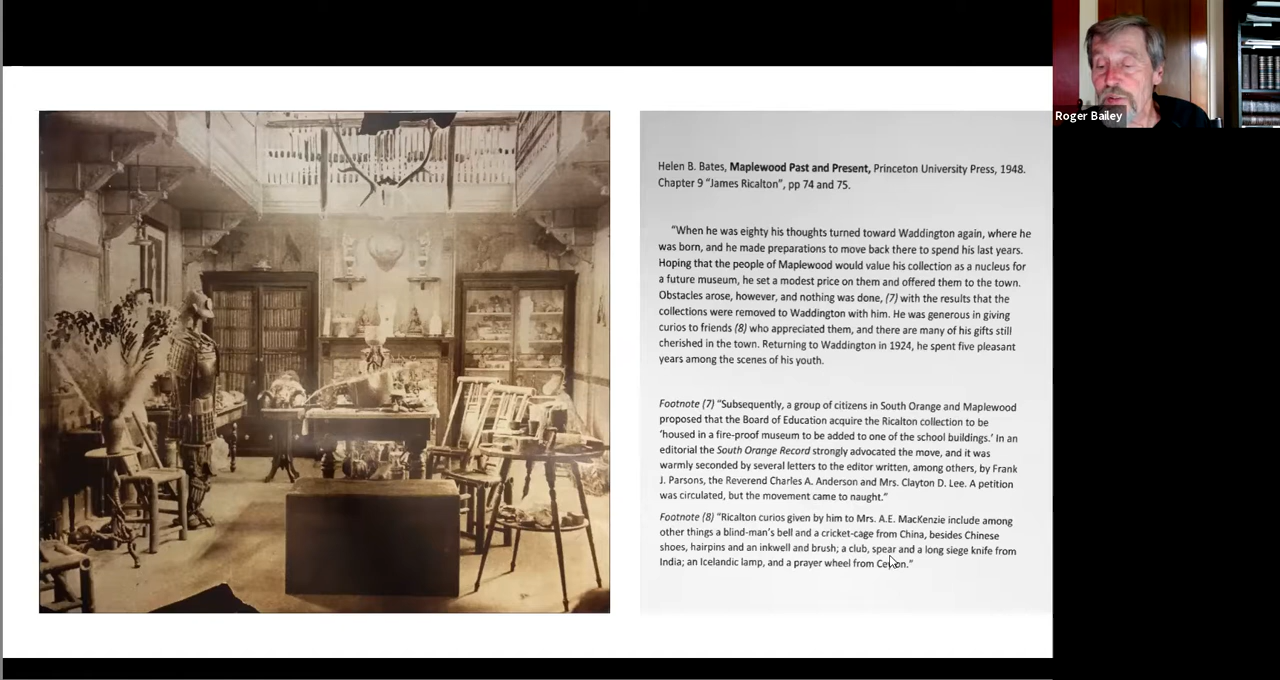 Roger Bailey
Helen B. Bates, Maplewood Past and Present, Princeton University Press, 1948.
Chapter 9 "James Ricalton", pp 74 and 75.
"When he was eighty his thoughts turned toward Waddington again, where he
was born, and he made preparations to move back there to spend his last years.
Hoping that the people of Maplewood would value his collection as a nucleus for
a future museum, he set a modest price on them and offered them to the town.
Obstacles arose, however, and nothing was done, (7) with the results that the
collections were removed to Waddington with him. He was generous in giving
curios to friends (8) who appreciated them, and there are many of his gifts still
cherished in the town. Returning to Waddington in 1924, he spent five pleasant
years among the scenes of his youth.
Footnote (7) "Subsequently, a group of citizens in South Orange and Maplewood
proposed that the Board of Education acquire the Ricalton collection to be
'housed in a fire-proof museum to be added to one of the school buildings.' In an
editorial the South Orange Record strongly advocated the move, and it was
warmly seconded by several letters to the editor written, among others, by Frank
J. Parsons, the Reverend Charles A. Anderson and Mrs. Clayton D. Lee. A petition
was circulated, but the movement came to naught."
Footnote (8) "Ricalton curios given by him to Mrs. A.E. MacKenzie include among
other things a blind-man's bell and a cricket-cage from China, besides Chinese
shoes, hairpins and an inkwell and brush; a club, spear and a long siege knife from
India; an Icelandic lamp, and a prayer wheel from